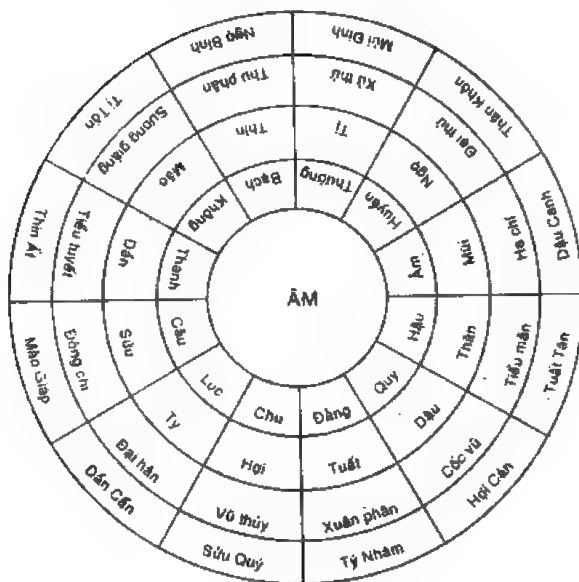 Ngọ Bính
Mùi Đinh
Thân Khôn
Dậu Canh
Tuất Tân
Hợi Càn
Tý Nhâm
Sửu Quý
Dần Cấn
Mão Giáp
Thìn Ất
Tị Tốn
Thu phân
Xử thử
Đại thử
Hạ chí
Tiểu mãn
Cốc vũ
Xuân phân
Vũ thủy
Đại hàn
Đông chí
Tiểu tuyết
Sương giáng
Thìn
Tị
Ngọ
Mùi
Thân
Dậu
Tuất
Hợi
Tý
Sửu
Dần
Mão
Bạch
Thường
Huyền
Âm
Hậu
Quý
Đằng
Chu
Lục
Câu
Thanh
Không
ÂM